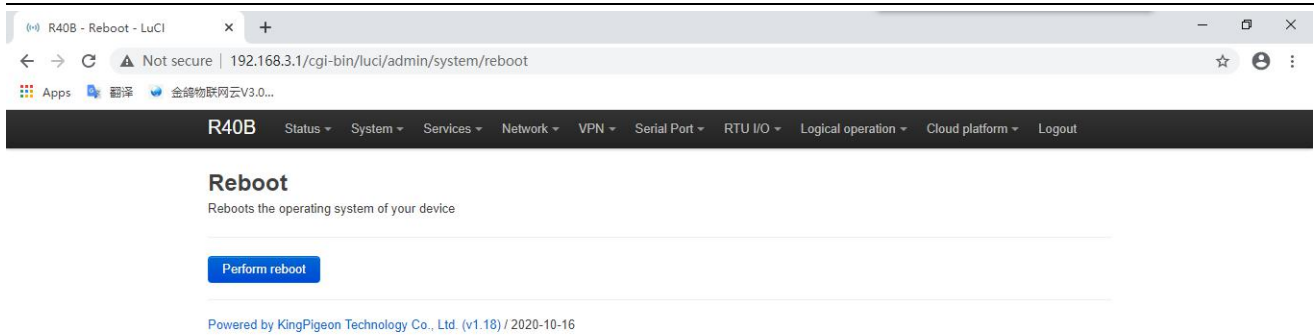 R40B - Reboot - LuCI
Not secure | 192.168.3.1/cgi-bin/luci/admin/system/reboot
Apps 翻译 金鸽物联网云V3.0...
R40B Status System Services Network VPN Serial Port RTU I/O Logical operation Cloud platform Logout
Reboot
Reboots the operating system of your device
Perform reboot
Powered by KingPigeon Technology Co., Ltd. (v1.18) / 2020-10-16